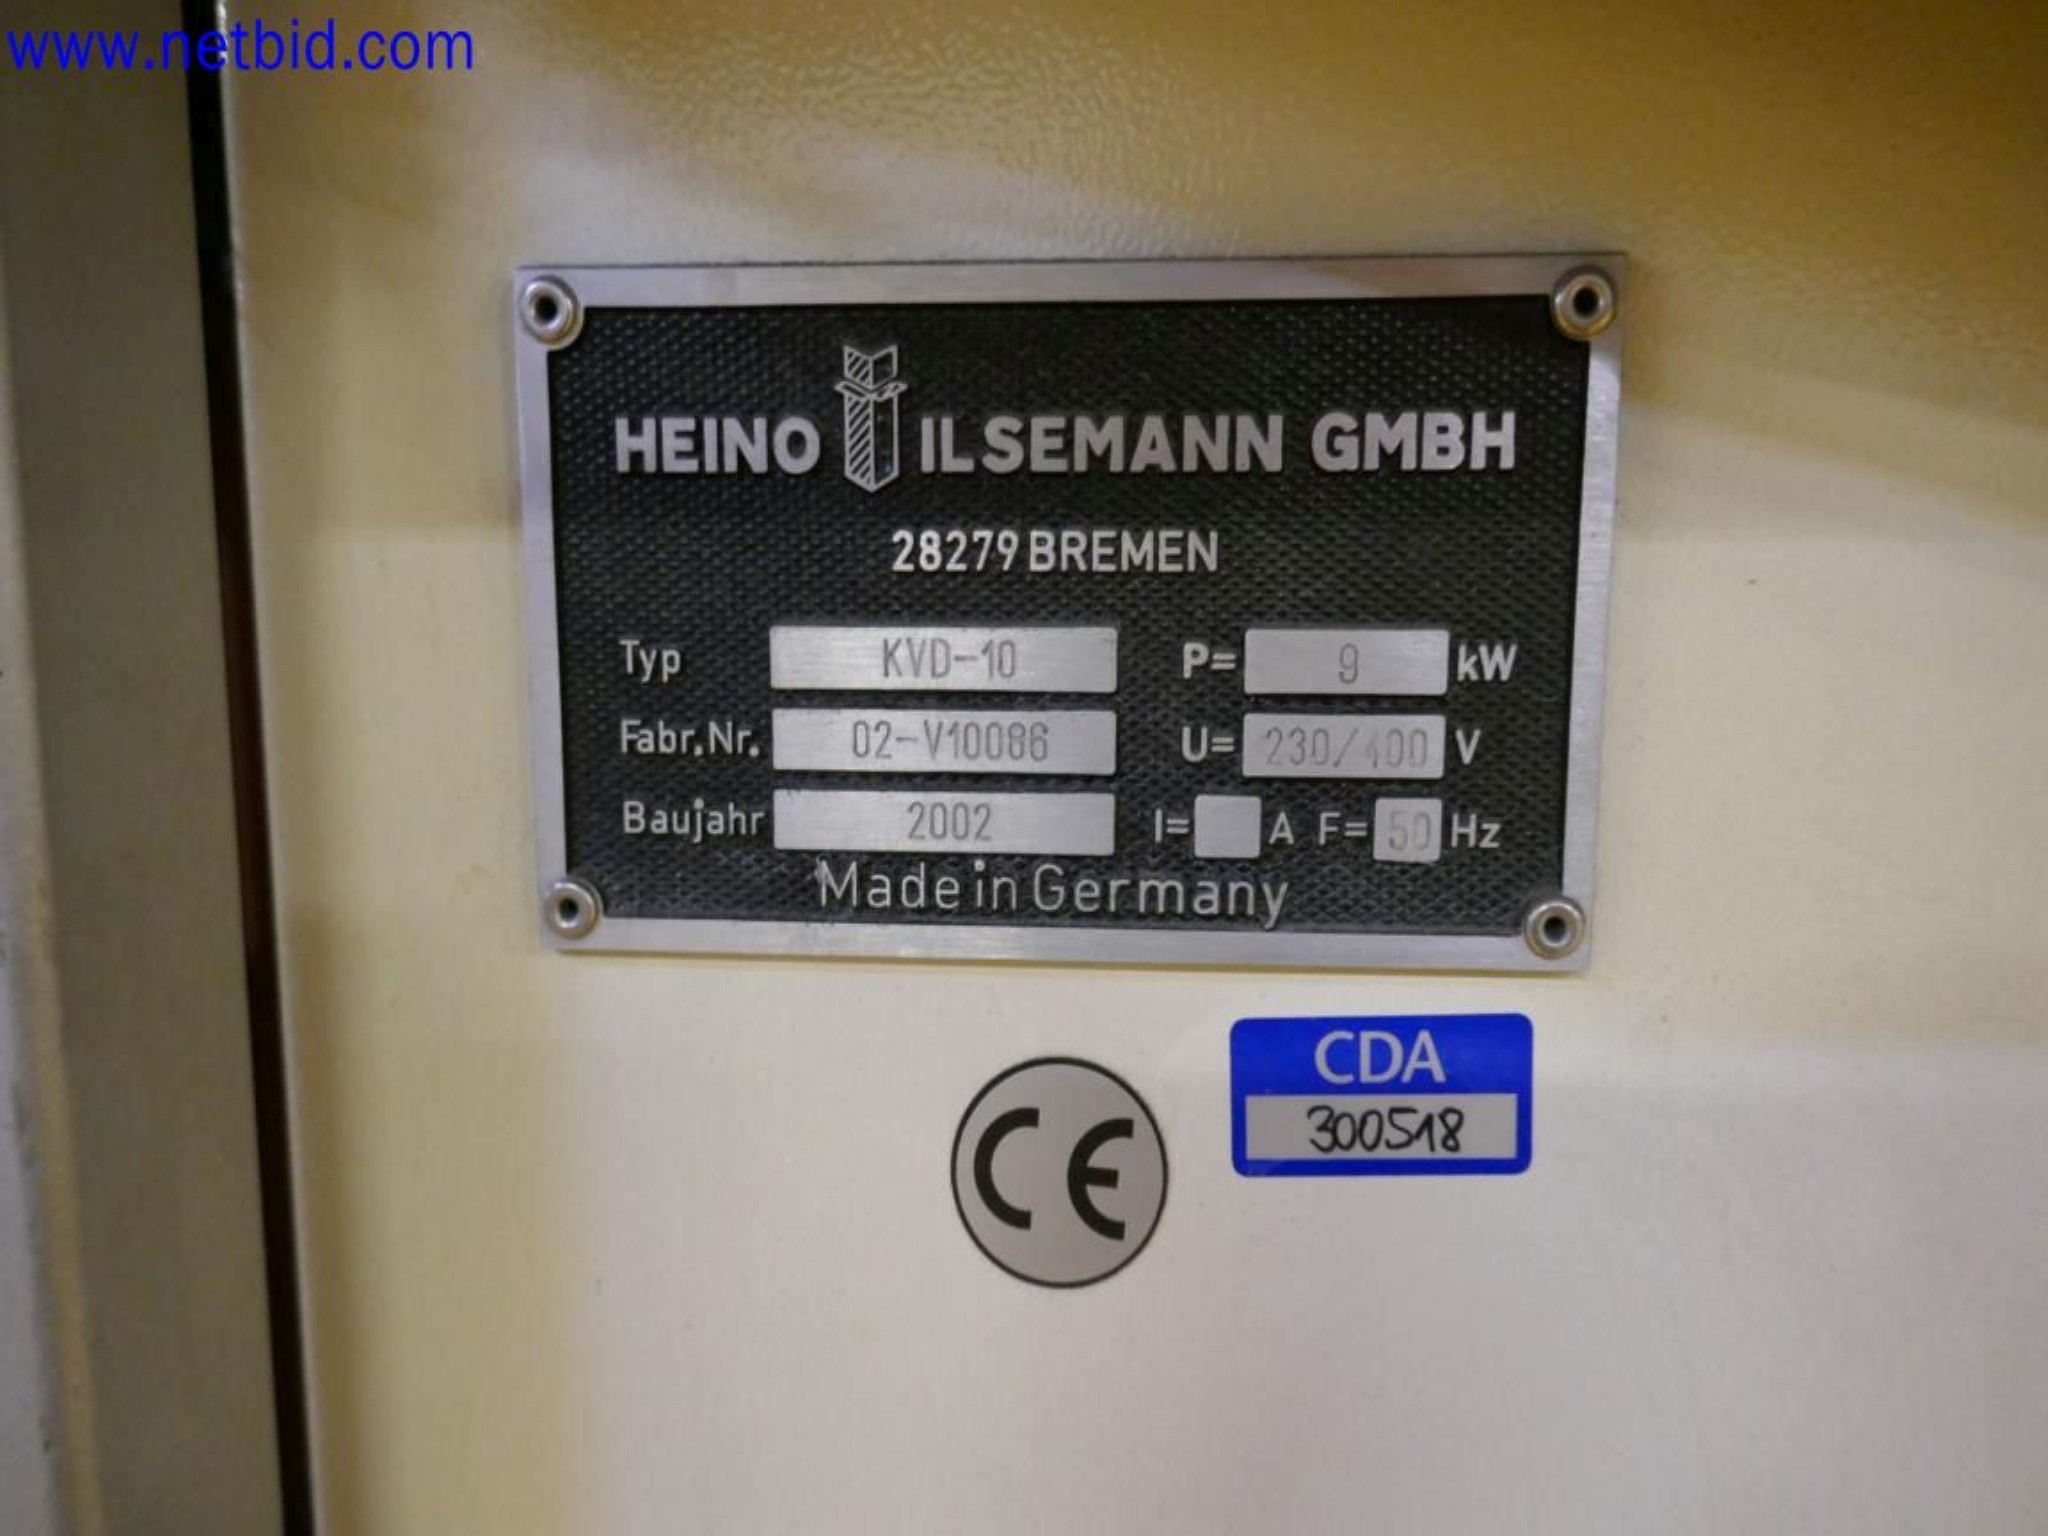 www.netbid.com
HEINO ILSEMANN GMBH
28279 BREMEN
Typ KVD-10 P= 9 kW
Fabr.Nr. 02-V10086 U= 230/400 V
Baujahr 2002 I= A F= 50 Hz
Made in Germany
CDA
300518
CE